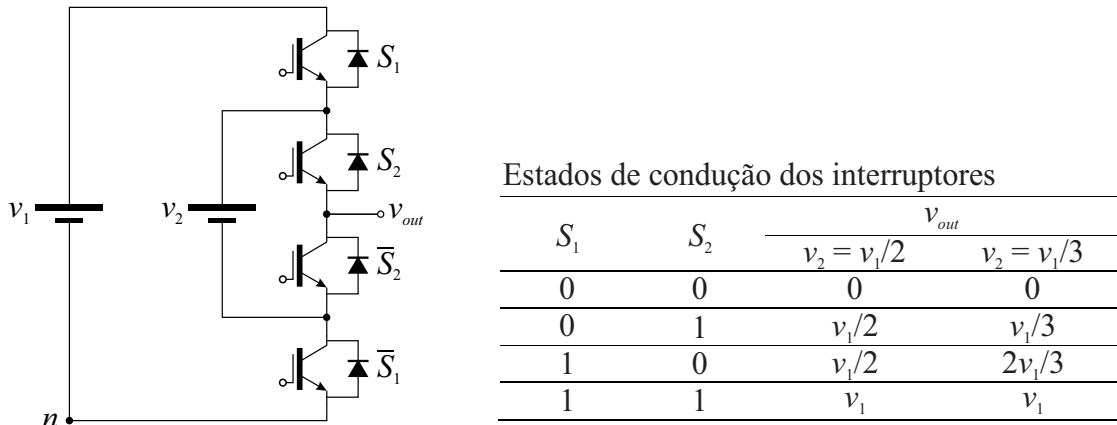 S₁
S₂
v₁
v₂
v_out
S̅₂
S̅₁
n
Estados de condução dos interruptores
S₁ S₂ v_out
v₂ = v₁/2 v₂ = v₁/3
0 0 0 0
0 1 v₁/2 v₁/3
1 0 v₁/2 2v₁/3
1 1 v₁ v₁